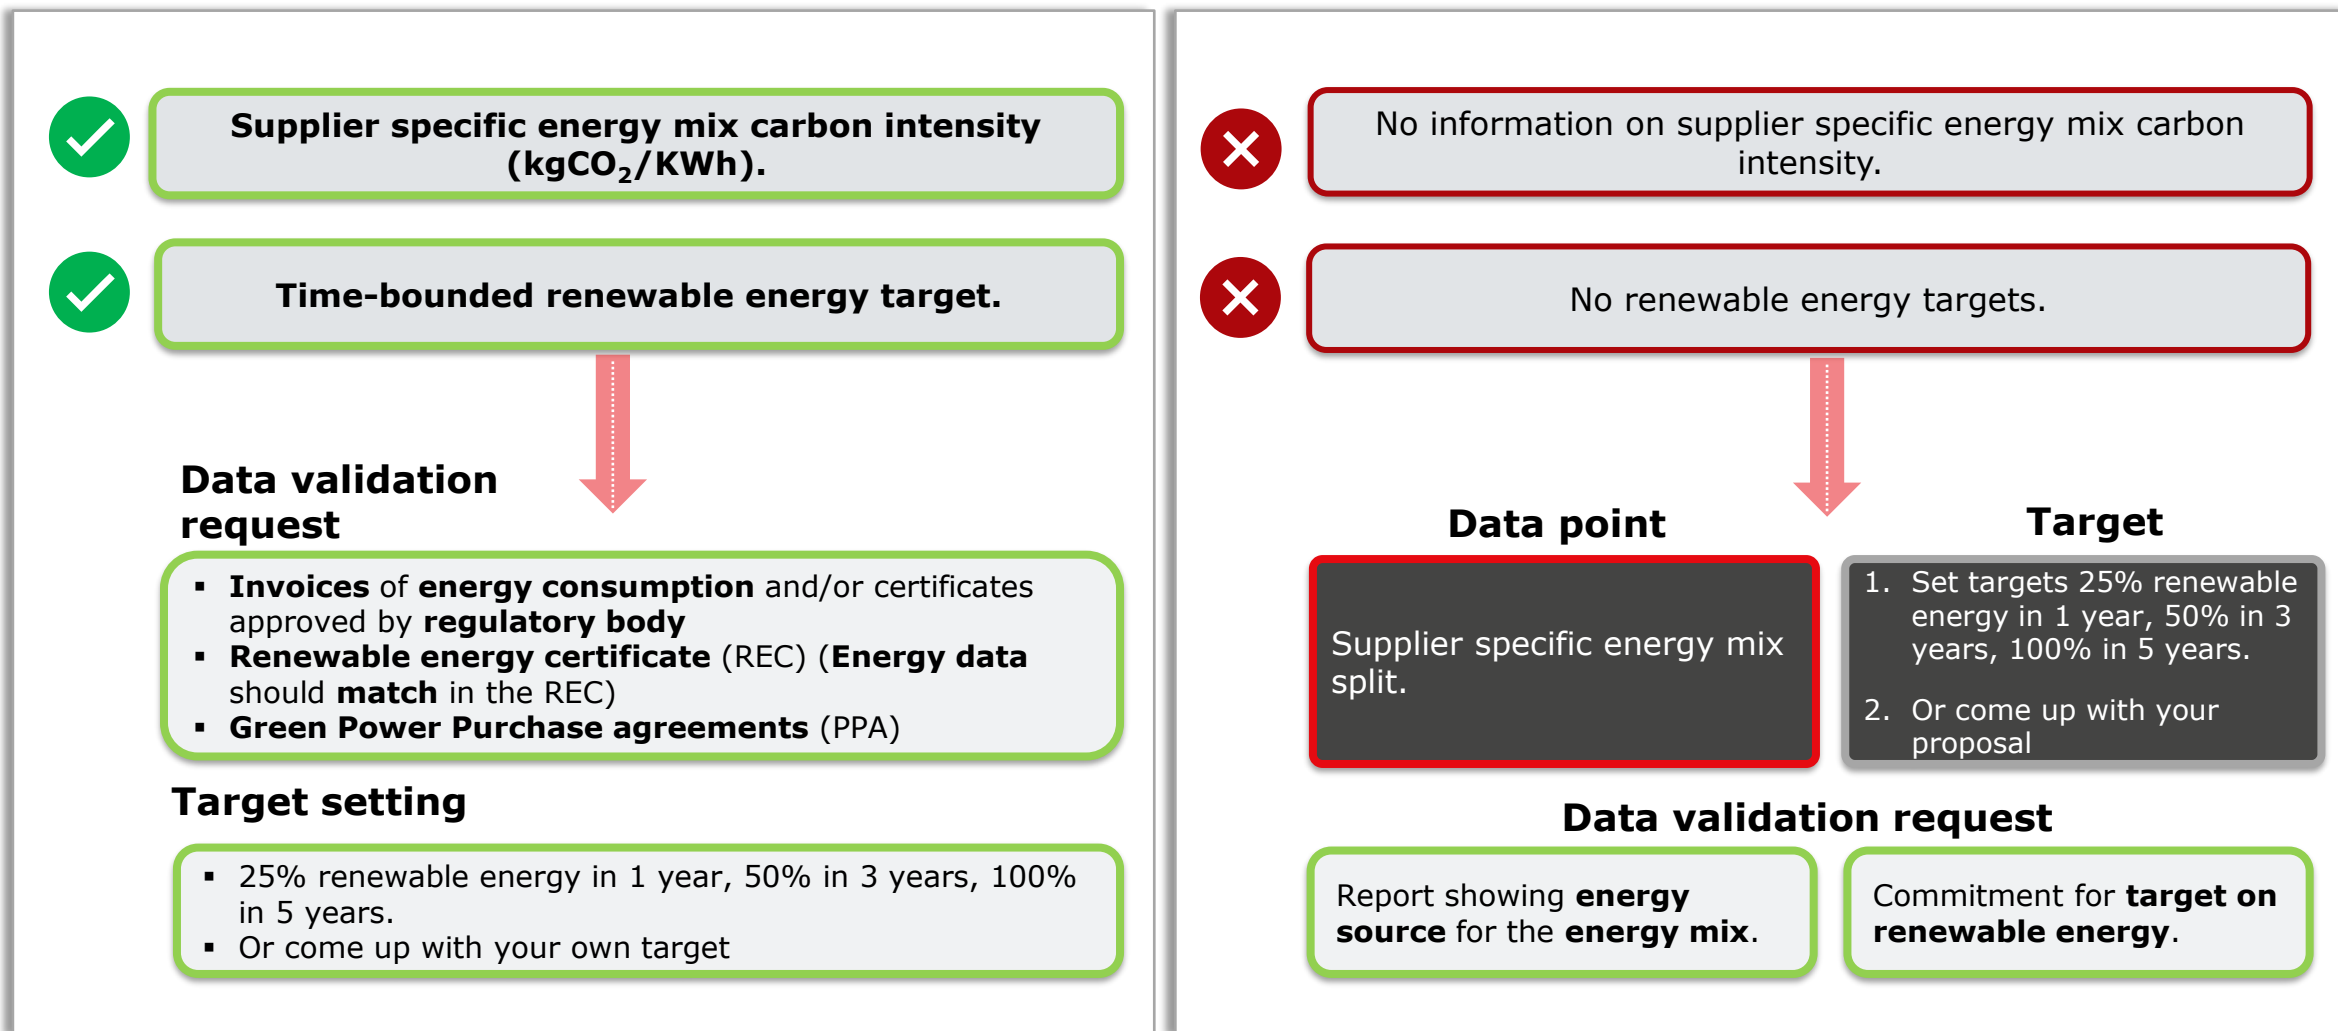 Supplier specific energy mix carbon intensity
(kgCO₂/KWh).
Time-bounded renewable energy target.
Data validation
request
▪ Invoices of energy consumption and/or certificates
approved by regulatory body
▪ Renewable energy certificate (REC) (Energy data
should match in the REC)
▪ Green Power Purchase agreements (PPA)
Target setting
▪ 25% renewable energy in 1 year, 50% in 3 years, 100%
in 5 years.
▪ Or come up with your own target
No information on supplier specific energy mix carbon
intensity.
No renewable energy targets.
Data point
Supplier specific energy mix
split.
Target
1. Set targets 25% renewable
energy in 1 year, 50% in 3
years, 100% in 5 years.
2. Or come up with your
proposal
Data validation request
Report showing energy
source for the energy mix.
Commitment for target on
renewable energy.